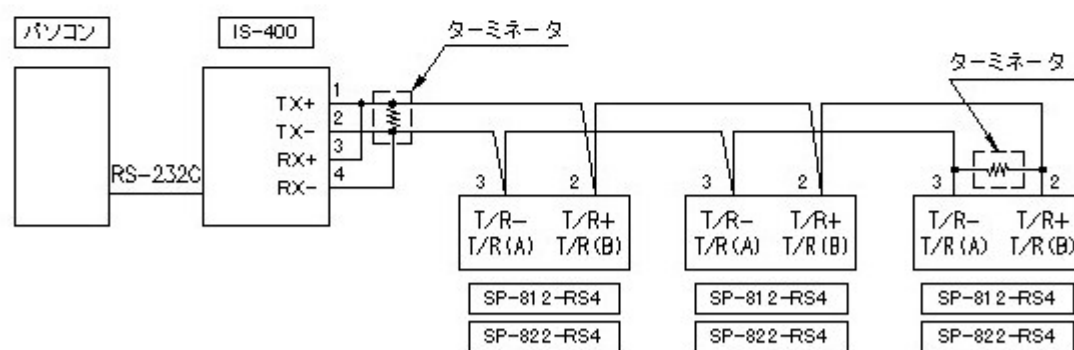 パソコン
IS-400
ターミネータ
ターミネータ
TX+
1
TX-
2
RX+
3
RX-
4
RS-232C
3
2
3
2
3
2
T/R-
T/R+
T/R-
T/R+
T/R-
T/R+
T/R(A)
T/R(B)
T/R(A)
T/R(B)
T/R(A)
T/R(B)
SP-812-RS4
SP-812-RS4
SP-812-RS4
SP-822-RS4
SP-822-RS4
SP-822-RS4